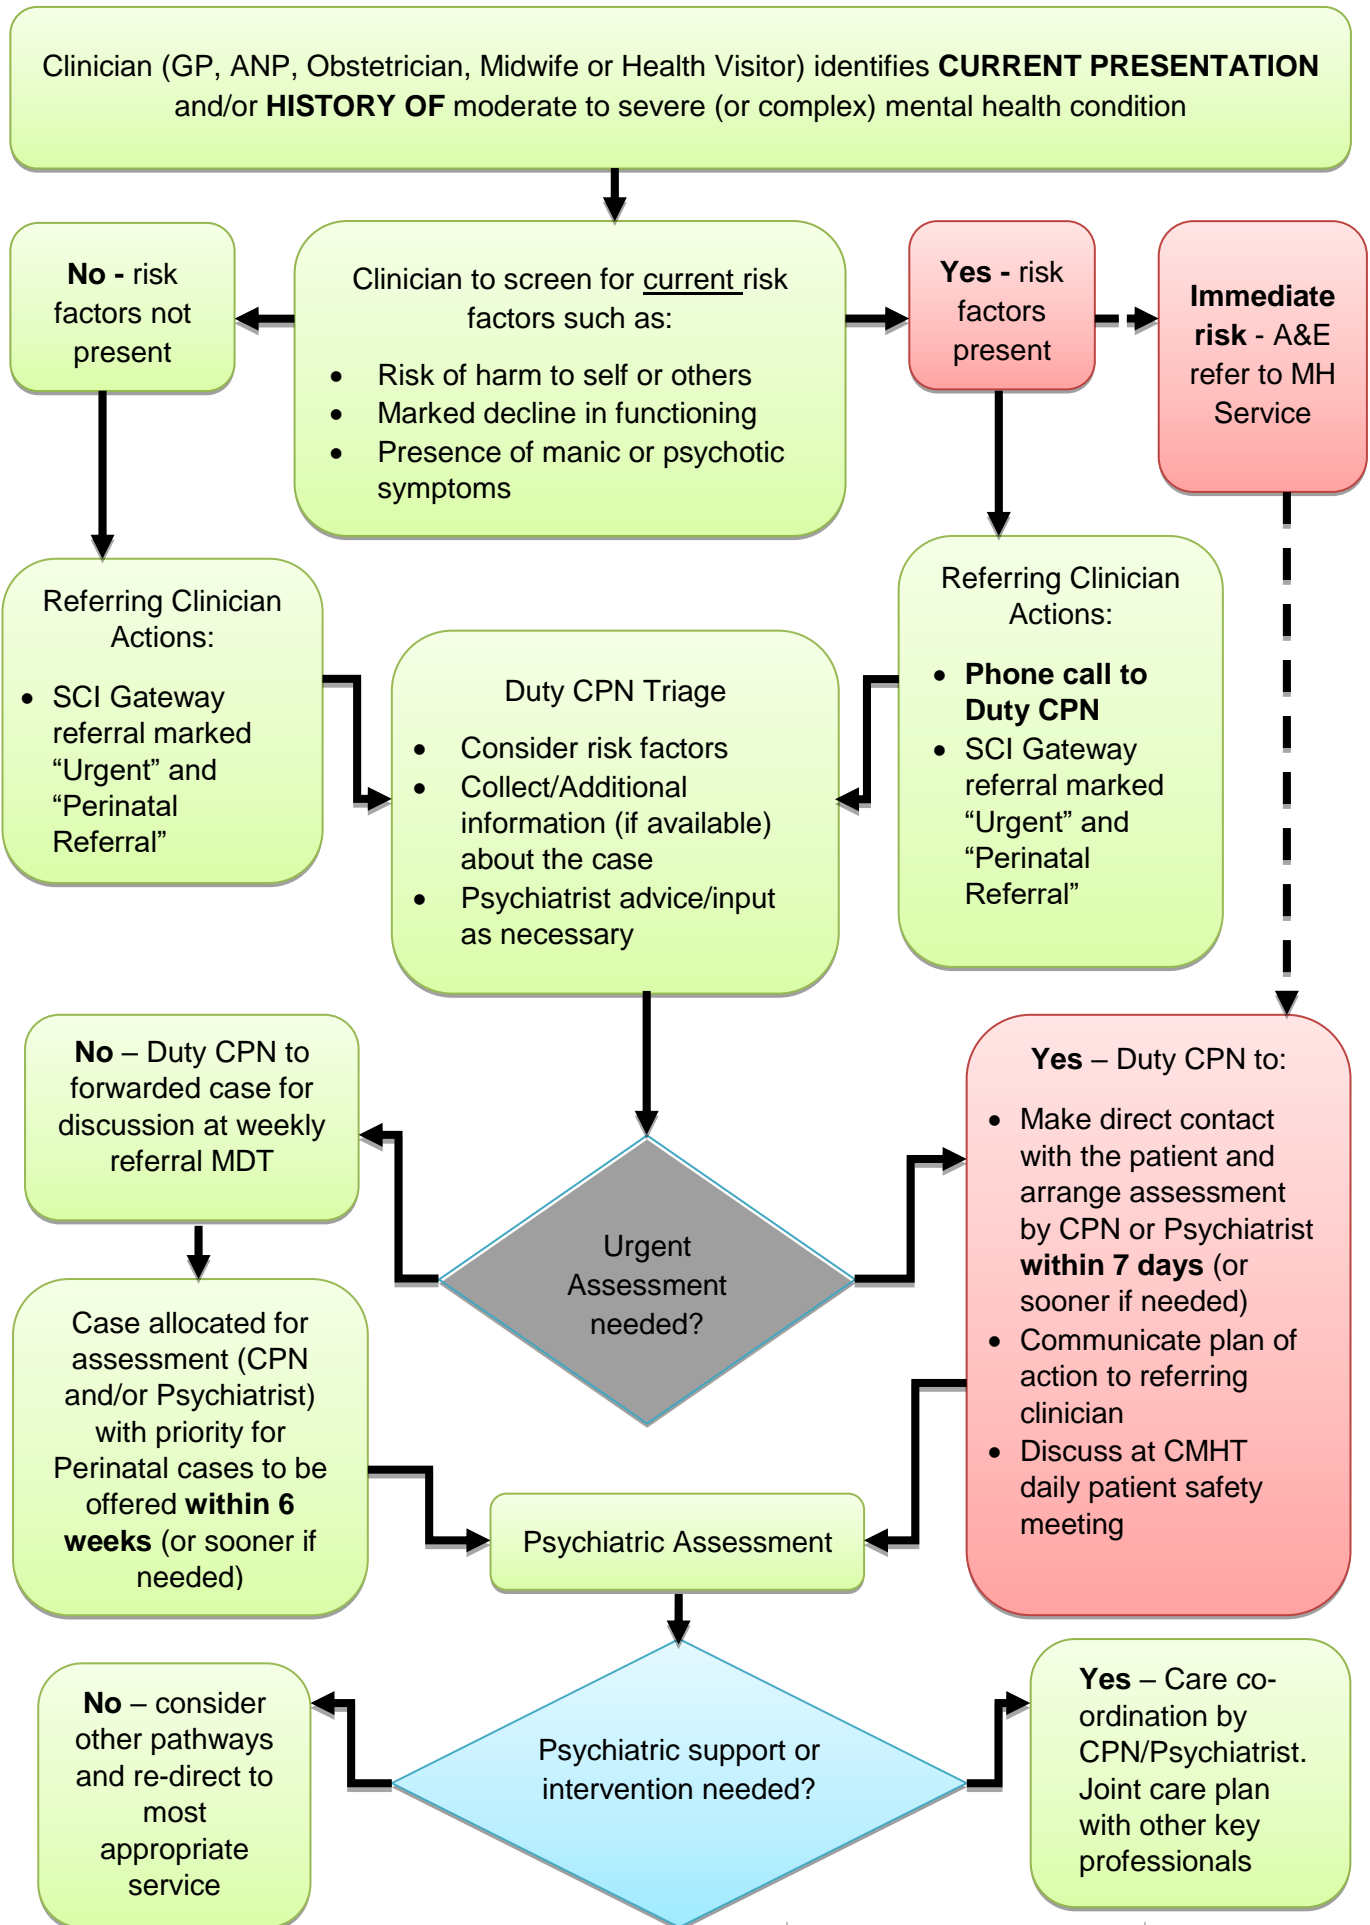 Clinician (GP, ANP, Obstetrician, Midwife or Health Visitor) identifies CURRENT PRESENTATION
and/or HISTORY OF moderate to severe (or complex) mental health condition
No - risk
factors not
present
Clinician to screen for current risk
factors such as:
• Risk of harm to self or others
• Marked decline in functioning
• Presence of manic or psychotic
symptoms
Yes - risk
factors
present
Immediate
risk - A&E
refer to MH
Service
Referring Clinician
Actions:
• SCI Gateway
referral marked
“Urgent” and
“Perinatal
Referral”
Duty CPN Triage
• Consider risk factors
• Collect/Additional
information (if available)
about the case
• Psychiatrist advice/input
as necessary
Referring Clinician
Actions:
• Phone call to
Duty CPN
• SCI Gateway
referral marked
“Urgent” and
“Perinatal
Referral”
No – Duty CPN to
forwarded case for
discussion at weekly
referral MDT
Urgent
Assessment
needed?
Yes – Duty CPN to:
• Make direct contact
with the patient and
arrange assessment
by CPN or Psychiatrist
within 7 days (or
sooner if needed)
• Communicate plan of
action to referring
clinician
• Discuss at CMHT
daily patient safety
meeting
Case allocated for
assessment (CPN
and/or Psychiatrist)
with priority for
Perinatal cases to be
offered within 6
weeks (or sooner if
needed)
Psychiatric Assessment
No – consider
other pathways
and re-direct to
most
appropriate
service
Psychiatric support or
intervention needed?
Yes – Care co-
ordination by
CPN/Psychiatrist.
Joint care plan
with other key
professionals